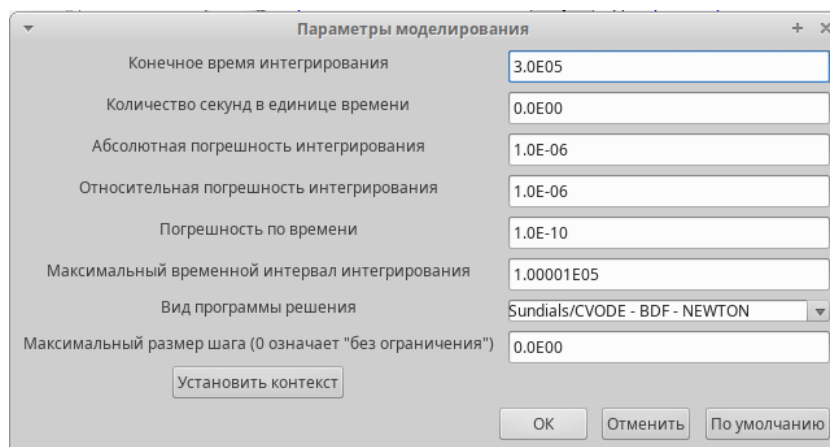 Параметры моделирования
Конечное время интегрирования 3.0E05
Количество секунд в единице времени 0.0E00
Абсолютная погрешность интегрирования 1.0E-06
Относительная погрешность интегрирования 1.0E-06
Погрешность по времени 1.0E-10
Максимальный временной интервал интегрирования 1.00001E05
Вид программы решения Sundials/CVODE - BDF - NEWTON
Максимальный размер шага (0 означает "без ограничения") 0.0E00
Установить контекст
ОК Отменить По умолчанию